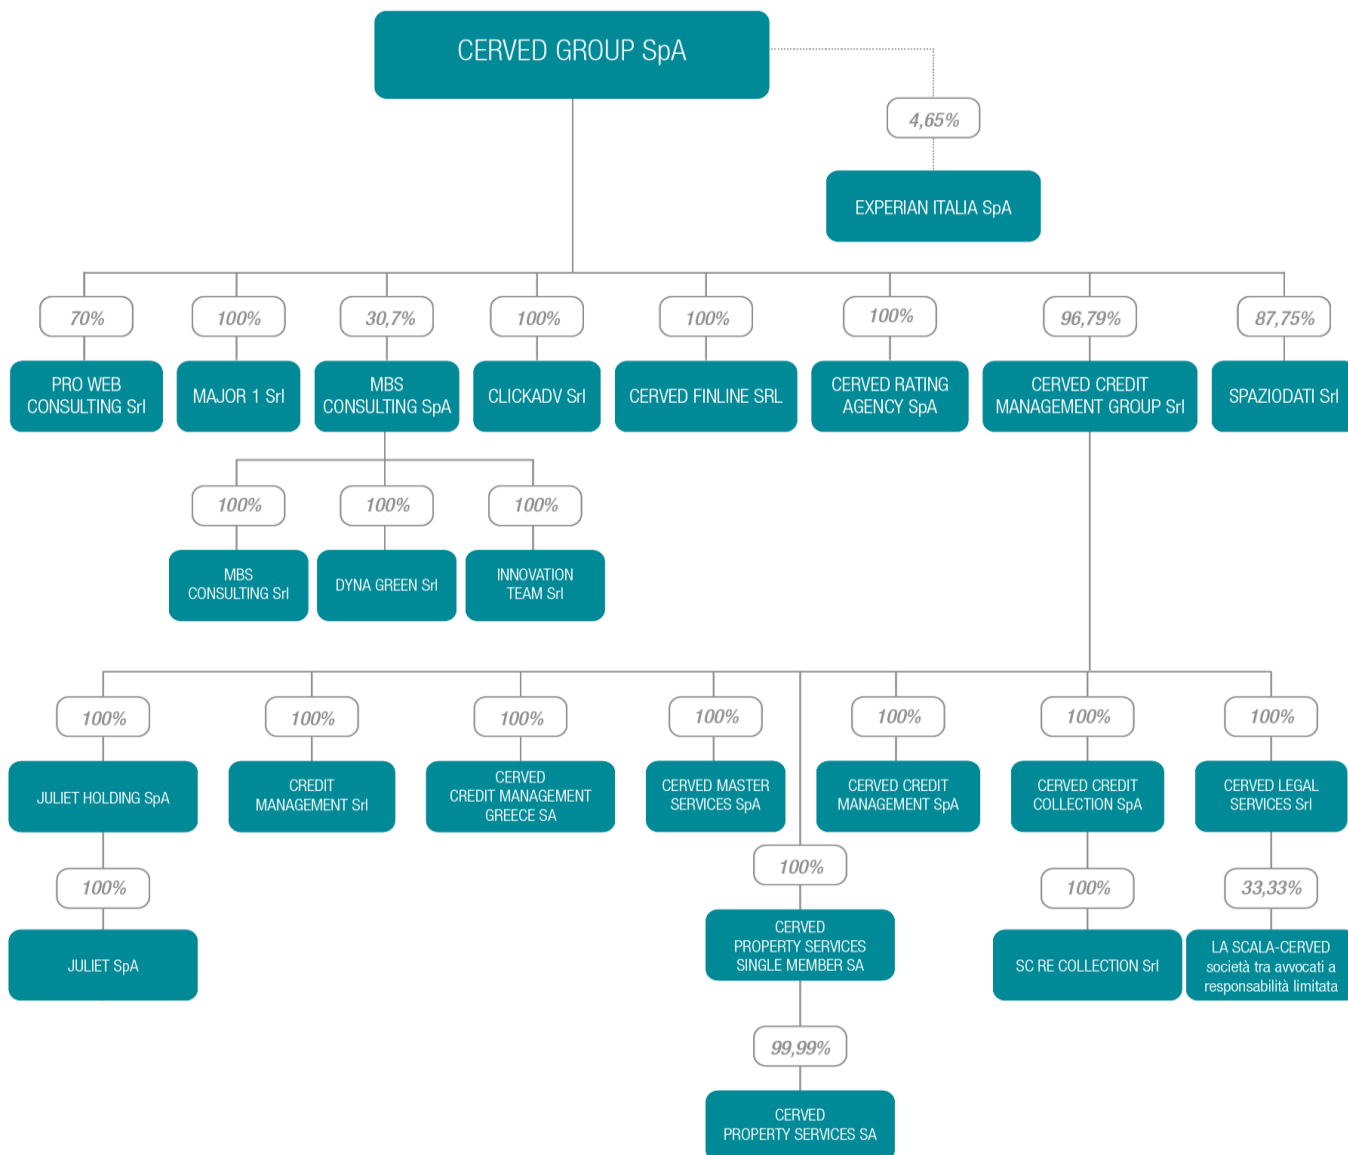 CERVED GROUP SpA
4,65%
EXPERIAN ITALIA SpA
70%
100%
30,7%
100%
100%
100%
96,79%
87,75%
PRO WEB
CONSULTING Srl
MAJOR 1 Srl
MBS
CONSULTING SpA
CLICKADV Srl
CERVED FINLINE SRL
CERVED RATING
AGENCY SpA
CERVED CREDIT
MANAGEMENT GROUP Srl
SPAZIODATI Srl
100%
100%
100%
MBS
CONSULTING Srl
DYNA GREEN Srl
INNOVATION
TEAM Srl
100%
100%
100%
100%
100%
100%
100%
JULIET HOLDING SpA
CREDIT
MANAGEMENT Srl
CERVED
CREDIT MANAGEMENT
GREECE SA
CERVED MASTER
SERVICES SpA
CERVED CREDIT
MANAGEMENT SpA
CERVED CREDIT
COLLECTION SpA
CERVED LEGAL
SERVICES Srl
100%
100%
100%
33,33%
JULIET SpA
CERVED
PROPERTY SERVICES
SINGLE MEMBER SA
SC RE COLLECTION Srl
LA SCALA-CERVED
società tra avvocati a
responsabilità limitata
99,99%
CERVED
PROPERTY SERVICES SA